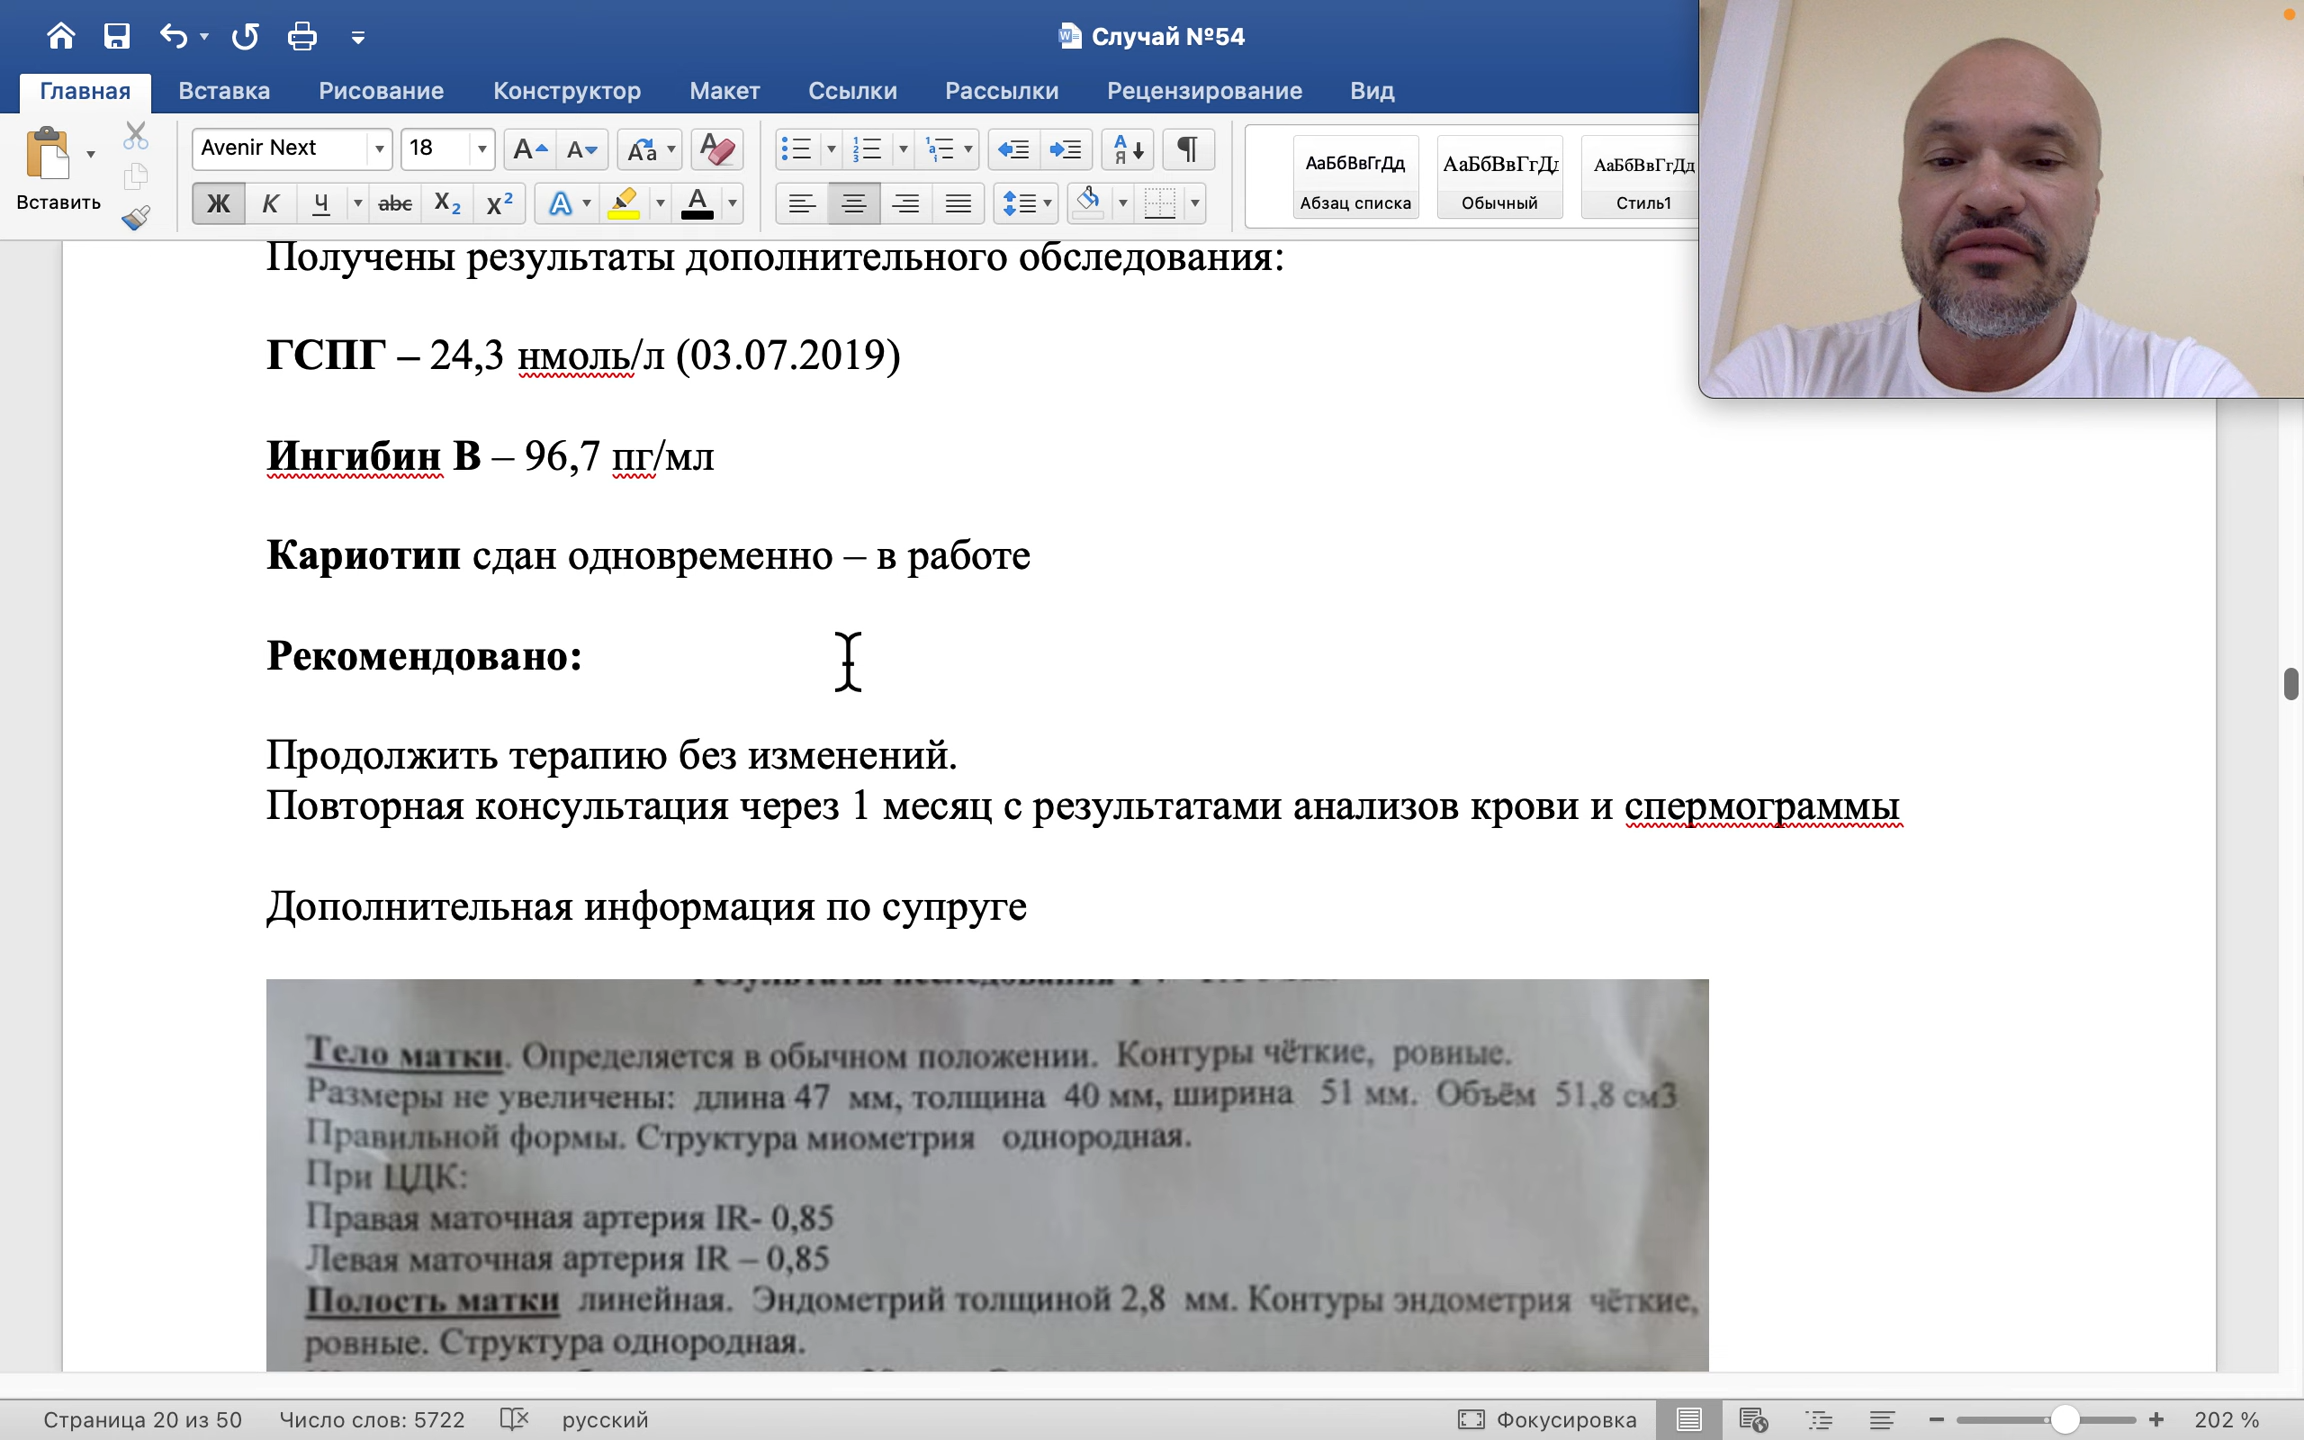 Случай №54
Главная Вставка Рисование Конструктор Макет Ссылки Рассылки Рецензирование Вид
Вставить
Avenir Next 18
Ж К Ч abc X₂ X²
АаБбВвГгДд АаБбВвГгДд АаБбВвГгДд
Абзац списка Обычный Стиль1
Получены результаты дополнительного обследования:
ГСПГ – 24,3 нмоль/л (03.07.2019)
Ингибин В – 96,7 пг/мл
Кариотип сдан одновременно – в работе
Рекомендовано:
Продолжить терапию без изменений.
Повторная консультация через 1 месяц с результатами анализов крови и спермограммы
Дополнительная информация по супруге
Тело матки. Определяется в обычном положении. Контуры чёткие, ровные.
Размеры не увеличены: длина 47 мм, толщина 40 мм, ширина 51 мм. Объём 51,8 см3
Правильной формы. Структура миометрия однородная.
При ЦДК:
Правая маточная артерия IR- 0,85
Левая маточная артерия IR – 0,85
Полость матки линейная. Эндометрий толщиной 2,8 мм. Контуры эндометрия чёткие,
ровные. Структура однородная.
Страница 20 из 50 Число слов: 5722 русский Фокусировка 202 %